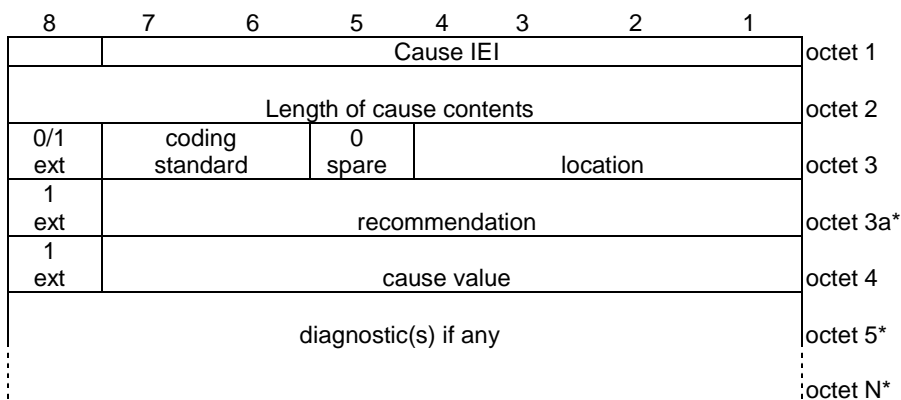 8 7 6 5 4 3 2 1
Cause IEI octet 1
Length of cause contents octet 2
0/1 coding 0
ext standard spare location octet 3
1
ext recommendation octet 3a*
1
ext cause value octet 4
diagnostic(s) if any octet 5*
octet N*